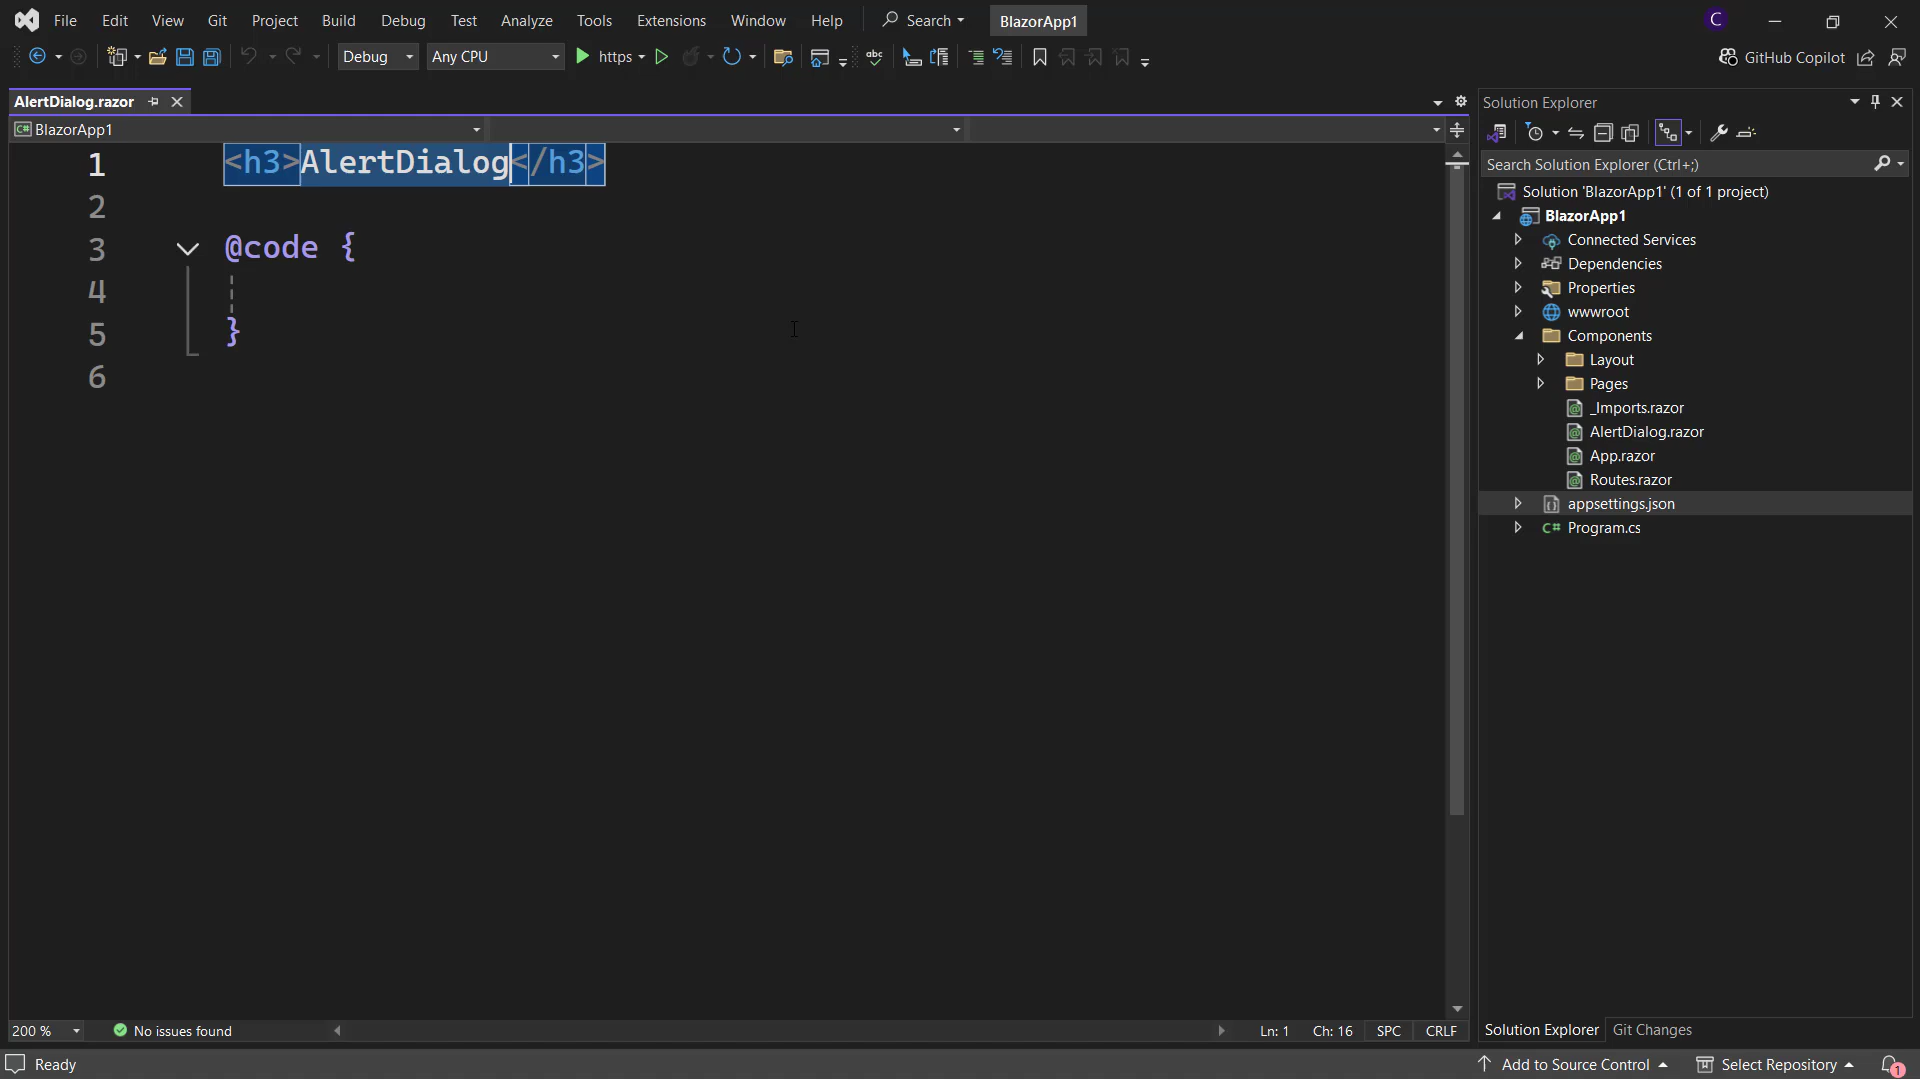 File Edit View Git Project Build Debug Test Analyze Tools Extensions Window Help Search BlazorApp1 C
Debug Any CPU https abc GitHub Copilot
AlertDialog.razor
BlazorApp1
1 <h3>AlertDialog</h3>
2
3 @code {
4
5 }
6
200 % No issues found Ln: 1 Ch: 16 SPC CRLF
Solution Explorer
Search Solution Explorer (Ctrl+;)
Solution 'BlazorApp1' (1 of 1 project)
BlazorApp1
Connected Services
Dependencies
Properties
wwwroot
Components
Layout
Pages
_Imports.razor
AlertDialog.razor
App.razor
Routes.razor
appsettings.json
C# Program.cs
Solution Explorer Git Changes
Ready Add to Source Control Select Repository 1